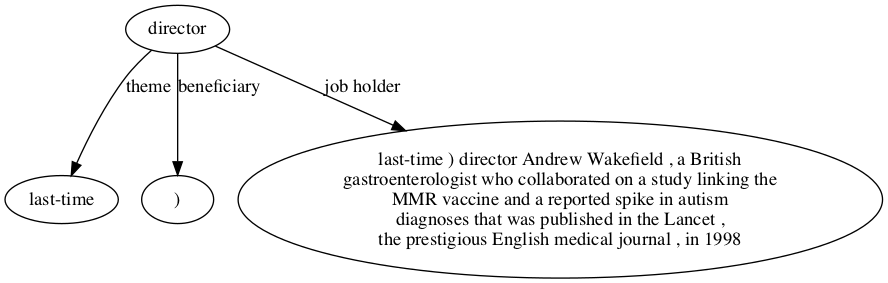 director
theme
beneficiary
job holder
last-time
)
last-time ) director Andrew Wakefield , a British
gastroenterologist who collaborated on a study linking the
MMR vaccine and a reported spike in autism
diagnoses that was published in the Lancet ,
the prestigious English medical journal , in 1998